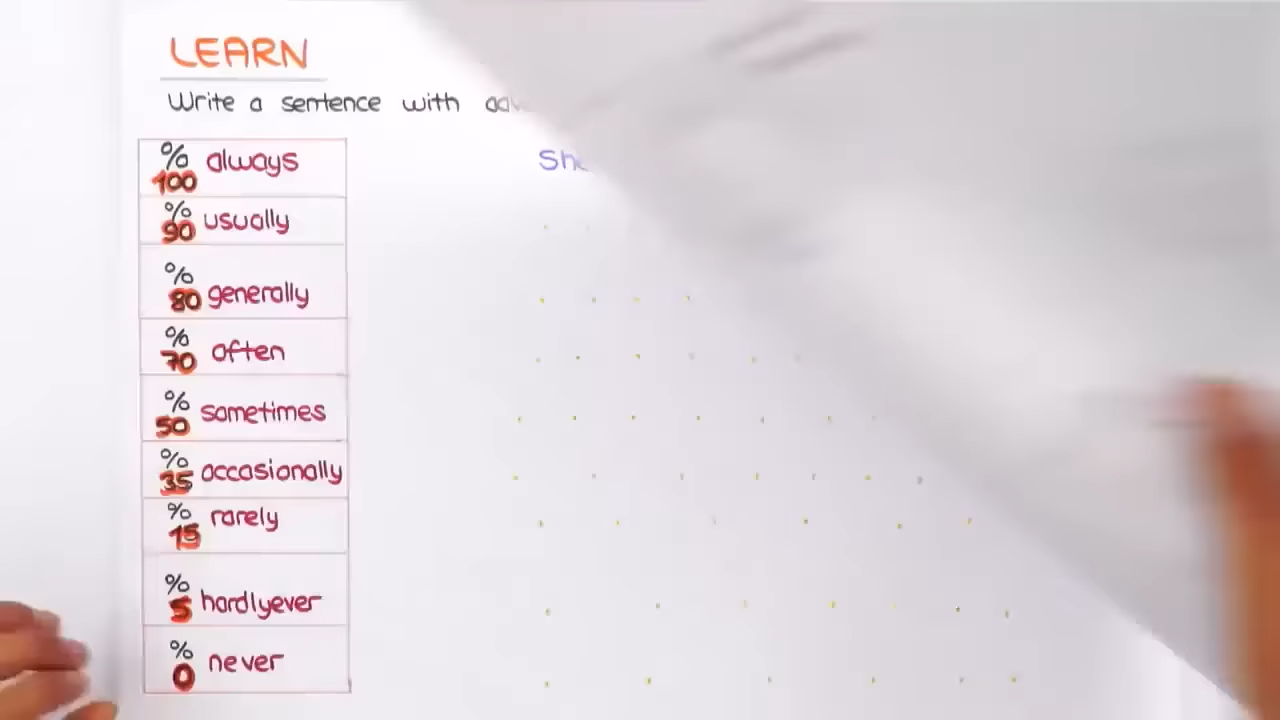 LEARN
Write a sentence with
% 100 always
% 90 usually
% 80 generally
% 70 often
% 50 sometimes
% 35 occasionally
% 15 rarely
% 5 hardlyever
% 0 never